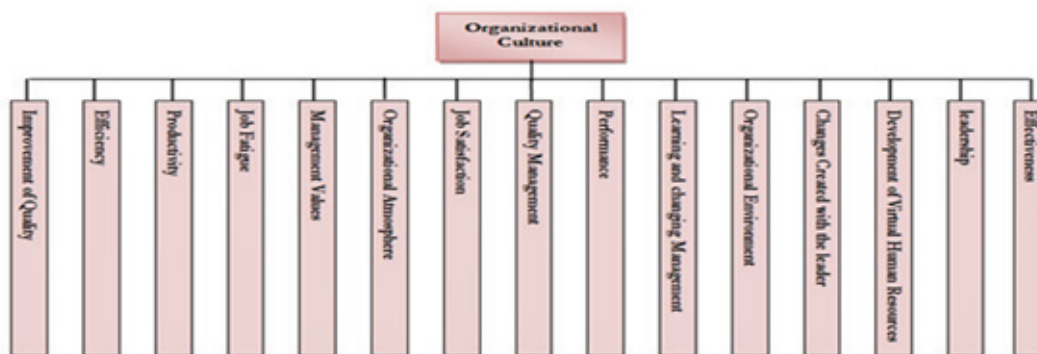 Organizational
Culture
Improvement of Quality
Efficiency
Productivity
Job Fatigue
Management Values
Organizational Atmosphere
Job Satisfaction
Quality Management
Performance
Learning and changing Management
Organizational Environment
Changes Created with the leader
Development of Virtual Human Resources
leadership
Effectiveness